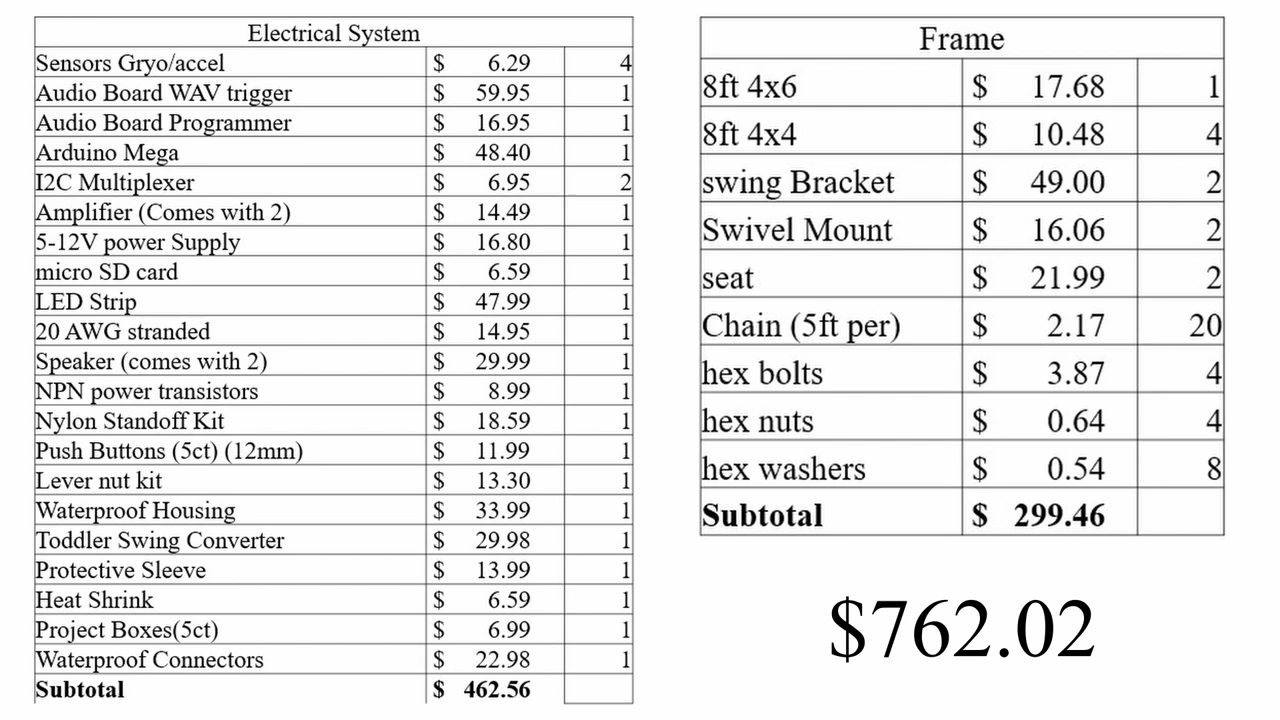 Electrical System
Sensors Gryo/accel $ 6.29 4
Audio Board WAV trigger $ 59.95 1
Audio Board Programmer $ 16.95 1
Arduino Mega $ 48.40 1
I2C Multiplexer $ 6.95 2
Amplifier (Comes with 2) $ 14.49 1
5-12V power Supply $ 16.80 1
micro SD card $ 6.59 1
LED Strip $ 47.99 1
20 AWG stranded $ 14.95 1
Speaker (comes with 2) $ 29.99 1
NPN power transistors $ 8.99 1
Nylon Standoff Kit $ 18.59 1
Push Buttons (5ct) (12mm) $ 11.99 1
Lever nut kit $ 13.30 1
Waterproof Housing $ 33.99 1
Toddler Swing Converter $ 29.98 1
Protective Sleeve $ 13.99 1
Heat Shrink $ 6.59 1
Project Boxes(5ct) $ 6.99 1
Waterproof Connectors $ 22.98 1
Subtotal $ 462.56
Frame
8ft 4x6 $ 17.68 1
8ft 4x4 $ 10.48 4
swing Bracket $ 49.00 2
Swivel Mount $ 16.06 2
seat $ 21.99 2
Chain (5ft per) $ 2.17 20
hex bolts $ 3.87 4
hex nuts $ 0.64 4
hex washers $ 0.54 8
Subtotal $ 299.46
$762.02